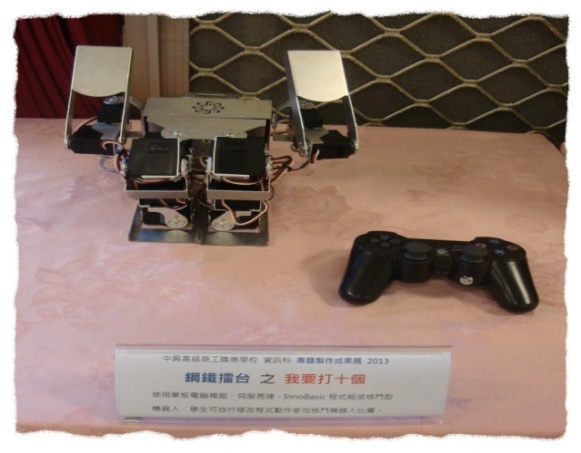 中興高級商工職業學校 資訊科 專題製作成果展 2013
鋼鐵擂台 之 我要打十個
使用單板電腦模組、伺服馬達、InnoBasic 程式組成格鬥型
機器人，學生可自行修改程式動作參加格鬥機器人比賽。